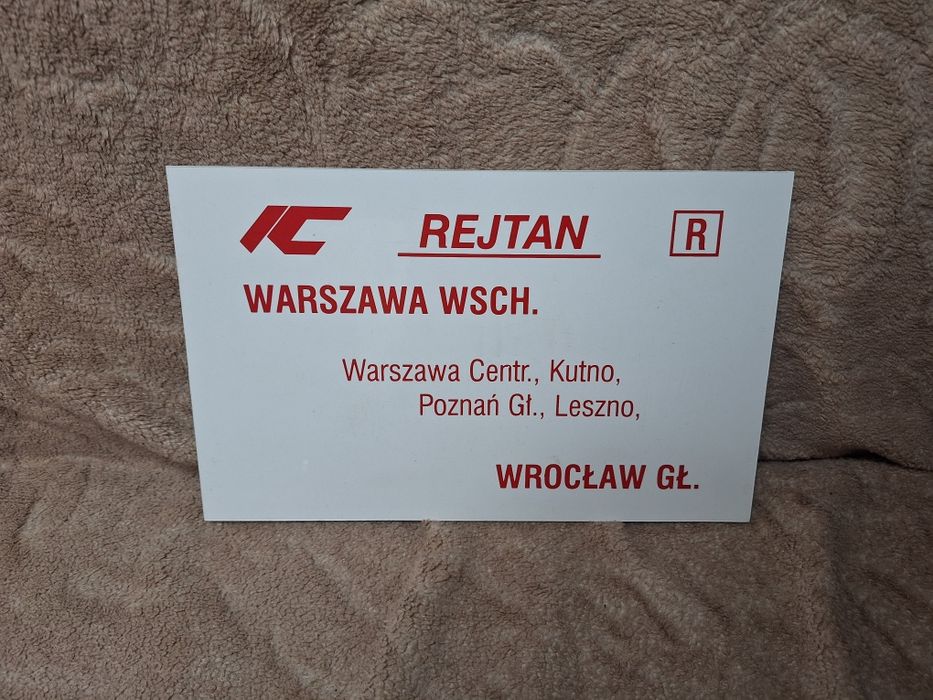 IC REJTAN R
WARSZAWA WSCH.
Warszawa Centr., Kutno,
Poznań Gł., Leszno,
WROCŁAW GŁ.